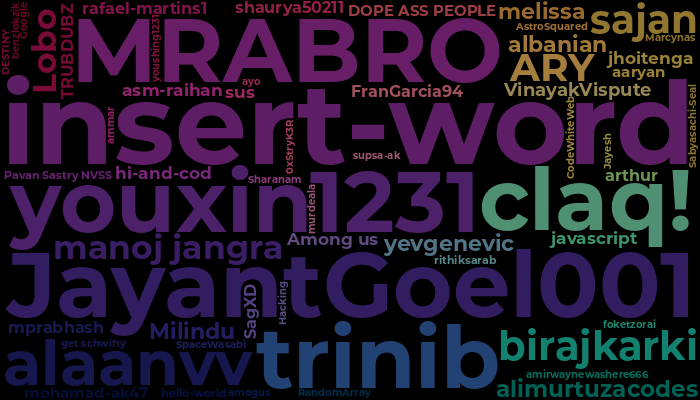 rafael-martins1
shaurya50211
DOPE ASS PEOPLE
melissa
sajan
DESTINY
benzlokzik
Google
Lobo
TRUBDUBZ
MRABRO
youshing1231
AstroSquared
Marcynas
albanian
ARY
jhoitenga
aaryan
asm-raihan
sus
ayo
FranGarcia94
VinayakVispute
insert-word
ammar
0xStryK3R
supsa-ak
CodeWhiteWeb
Jayesh
Sabyasachi-Seal
Pavan Sastry NVSS
hi-and-cod
Sharanam
arthur
youxin1231
murdeala
claq!
manoj jangra
Among us
yevgenevic
javascript
rithiksarab
JayantGoel001
SagXD
Hacking
mprabhash
Milindu
get schwifty
SpaceWasabi
foketzorai
alaanvv
trinib
birajkarki
amirwaynewashere666
mohamad-ak47
hello-world
amogus
RandomArray
alimurtuzacodes